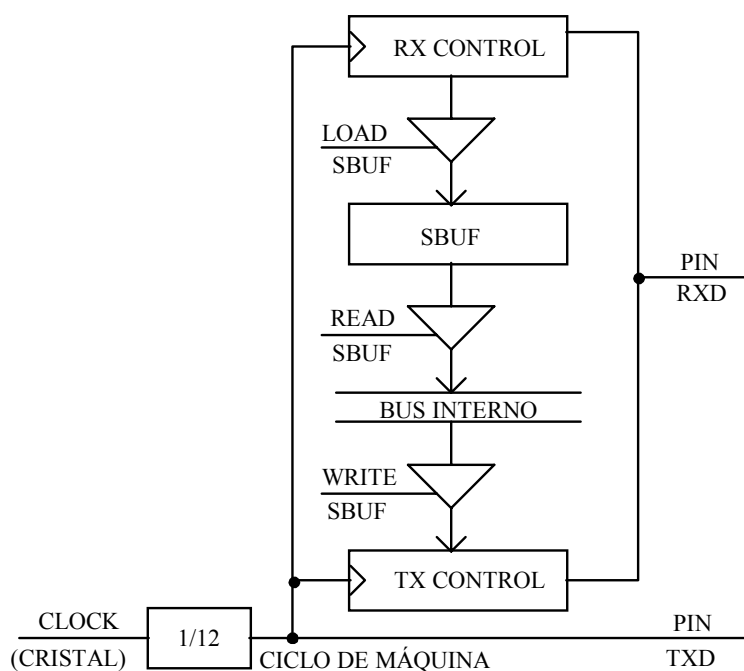 RX CONTROL
LOAD
SBUF
SBUF
PIN
RXD
READ
SBUF
BUS INTERNO
WRITE
SBUF
TX CONTROL
CLOCK
(CRISTAL)
1/12
CICLO DE MÁQUINA
PIN
TXD